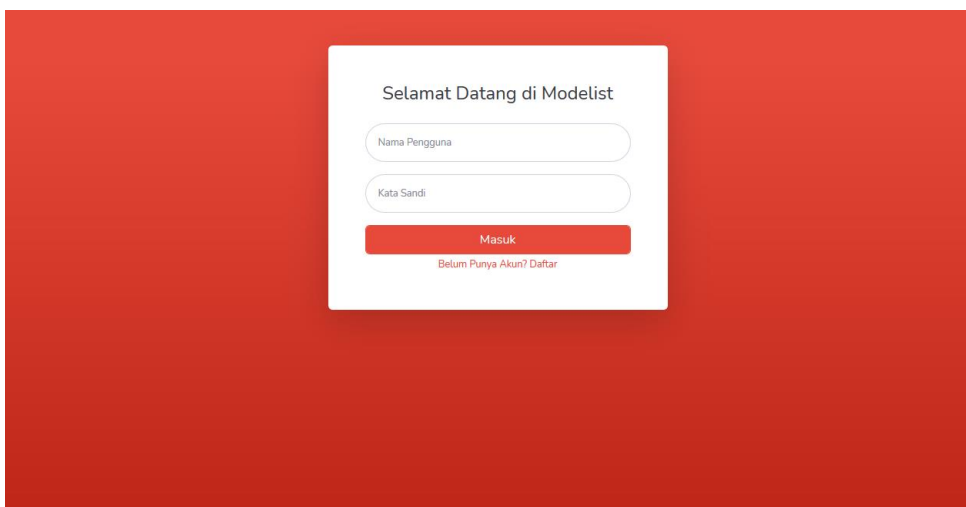 Selamat Datang di Modelist
Nama Pengguna
Kata Sandi
Masuk
Belum Punya Akun? Daftar